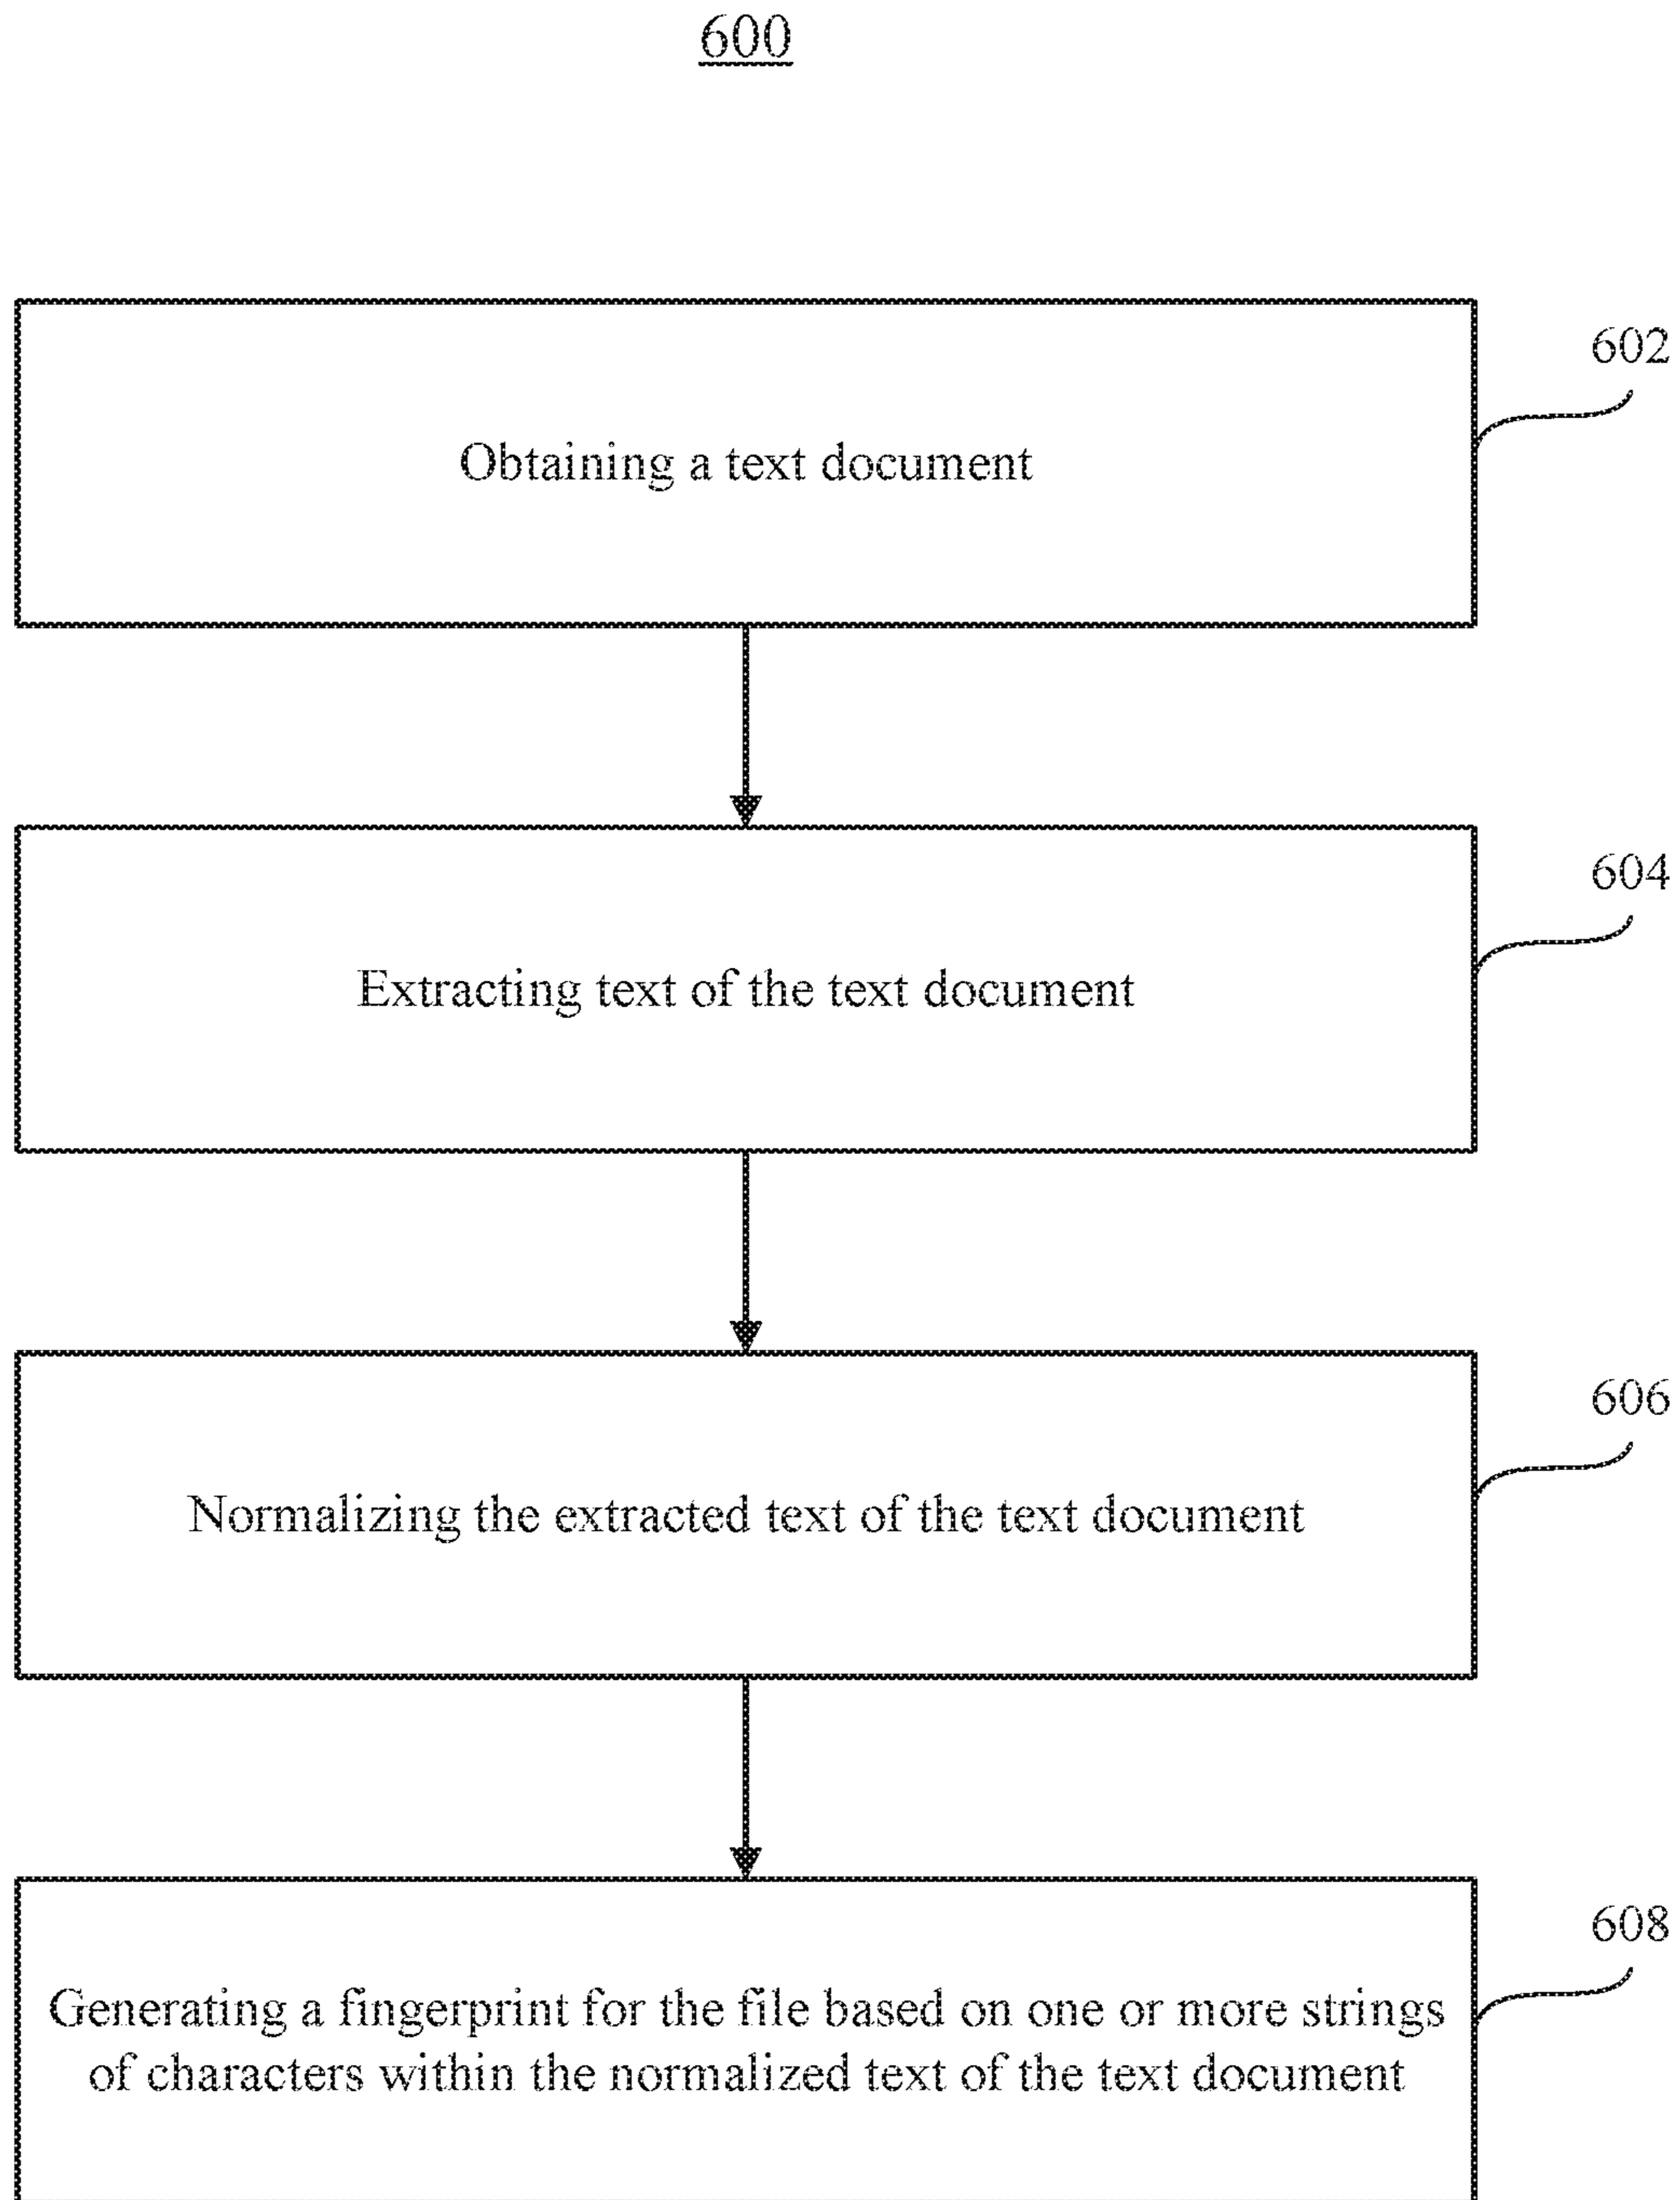 600
602
Obtaining a text document
604
Extracting text of the text document
606
Normalizing the extracted text of the text document
608
Generating a fingerprint for the file based on one or more strings
of characters within the normalized text of the text document